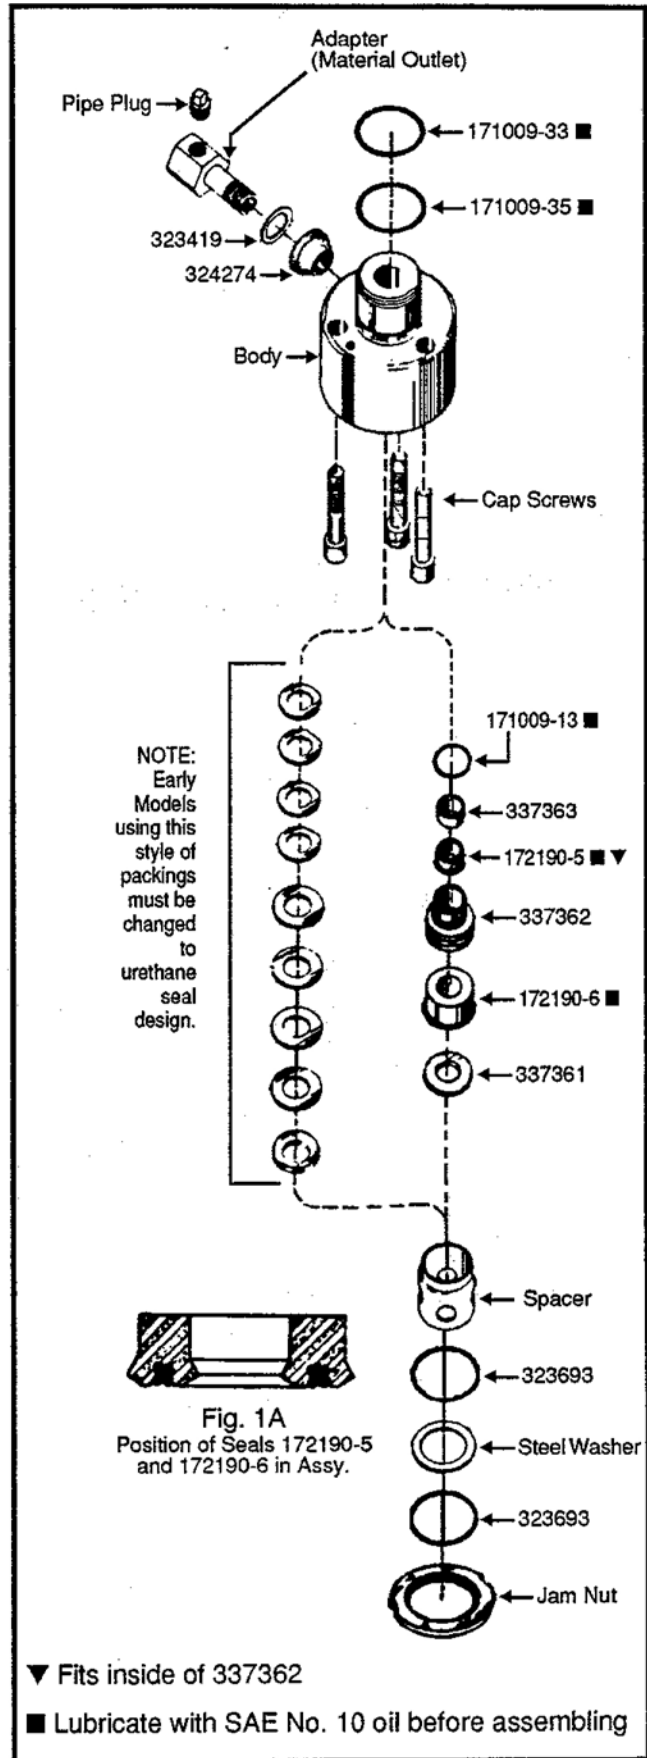 Adapter
(Material Outlet)
Pipe Plug
171009-33 ■
171009-35 ■
323419
324274
Body
Cap Screws
NOTE:
Early
Models
using this
style of
packings
must be
changed
to
urethane
seal
design.
171009-13 ■
337363
172190-5 ■ ▼
337362
172190-6 ■
337361
Spacer
323693
Steel Washer
323693
Jam Nut
Fig. 1A
Position of Seals 172190-5
and 172190-6 in Assy.
▼ Fits inside of 337362
■ Lubricate with SAE No. 10 oil before assembling